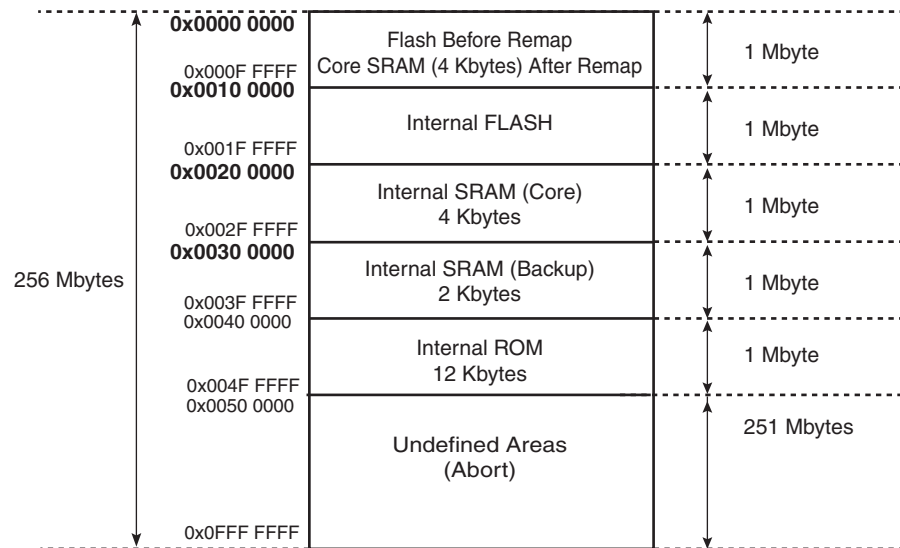 0x0000 0000
Flash Before Remap
Core SRAM (4 Kbytes) After Remap
1 Mbyte
0x000F FFFF
0x0010 0000
Internal FLASH
1 Mbyte
0x001F FFFF
0x0020 0000
Internal SRAM (Core)
4 Kbytes
1 Mbyte
0x002F FFFF
0x0030 0000
256 Mbytes
Internal SRAM (Backup)
2 Kbytes
1 Mbyte
0x003F FFFF
0x0040 0000
Internal ROM
12 Kbytes
1 Mbyte
0x004F FFFF
0x0050 0000
Undefined Areas
(Abort)
251 Mbytes
0x0FFF FFFF